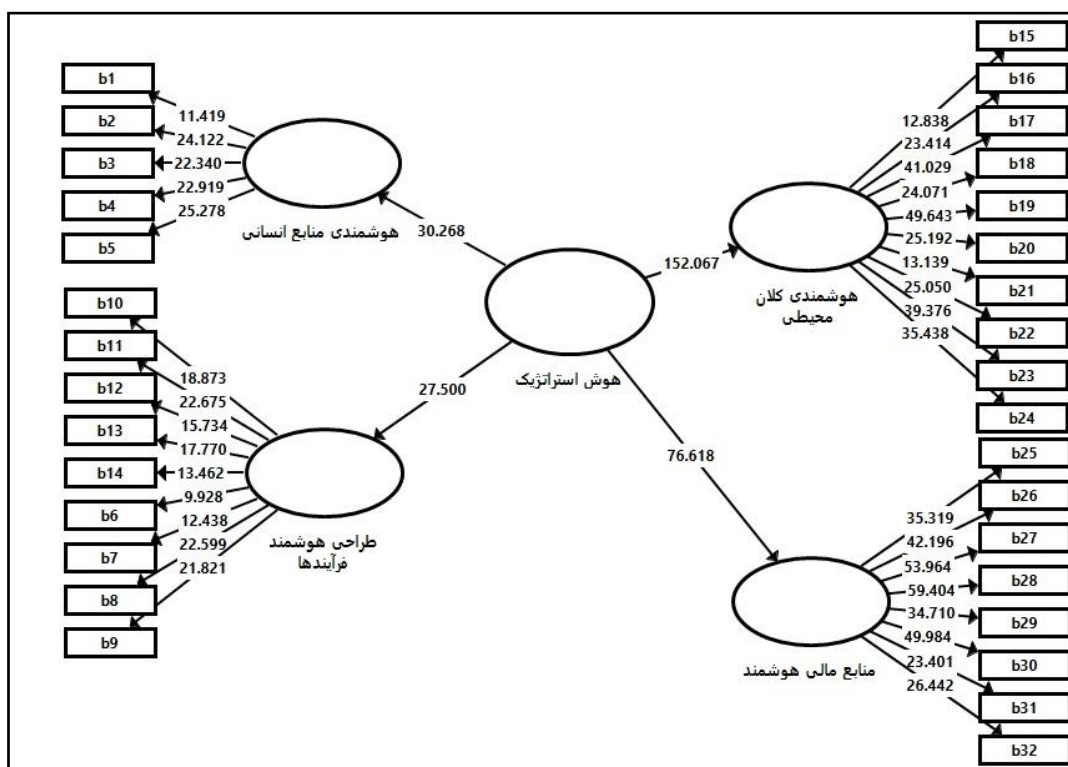 b1
b2
b3
b4
b5
11.419
24.122
22.340
22.919
25.278
هوشمندی منابع انسانی
30.268
b10
b11
b12
b13
b14
b6
b7
b8
b9
18.873
22.675
15.734
17.770
13.462
9.928
12.438
22.599
21.821
طراحی هوشمند
فرآیندها
27.500
هوش استراتژیک
152.067
76.618
هوشمندی کلان
محیطی
12.838
23.414
41.029
24.071
49.643
25.192
13.139
25.050
39.376
35.438
b15
b16
b17
b18
b19
b20
b21
b22
b23
b24
منابع مالی هوشمند
35.319
42.196
53.964
59.404
34.710
49.984
23.401
26.442
b25
b26
b27
b28
b29
b30
b31
b32